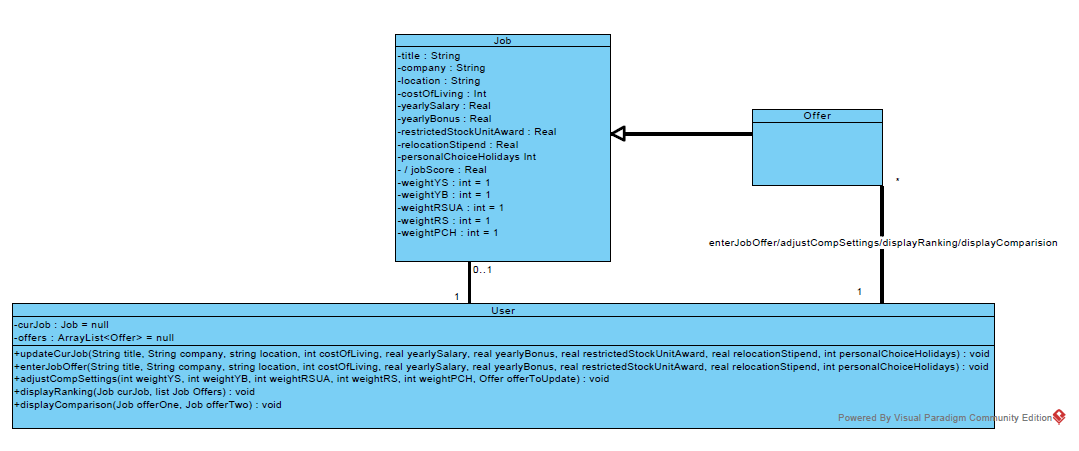 Job
-title : String
-company : String
-location : String
-costOfLiving : Int
-yearlySalary : Real
-yearlyBonus : Real
-restrictedStockUnitAward : Real
-relocationStipend : Real
-personalChoiceHolidays Int
- / jobScore : Real
-weightYS : int = 1
-weightYB : int = 1
-weightRSUA : int = 1
-weightRS : int = 1
-weightPCH : int = 1
Offer
*
enterJobOffer/adjustCompSettings/displayRanking/displayComparision
0..1
1
1
User
-curJob : Job = null
-offers : ArrayList<Offer> = null
+updateCurJob(String title, String company, string location, int costOfLiving, real yearlySalary, real yearlyBonus, real restrictedStockUnitAward, real relocationStipend, int personalChoiceHolidays) : void
+enterJobOffer(String title, String company, string location, int costOfLiving, real yearlySalary, real yearlyBonus, real restrictedStockUnitAward, real relocationStipend, int personalChoiceHolidays) : void
+adjustCompSettings(int weightYS, int weightYB, int weightRSUA, int weightRS, int weightPCH, Offer offerToUpdate) : void
+displayRanking(Job curJob, list Job Offers) : void
+displayComparison(Job offerOne, Job offerTwo) : void
Powered By Visual Paradigm Community Edition